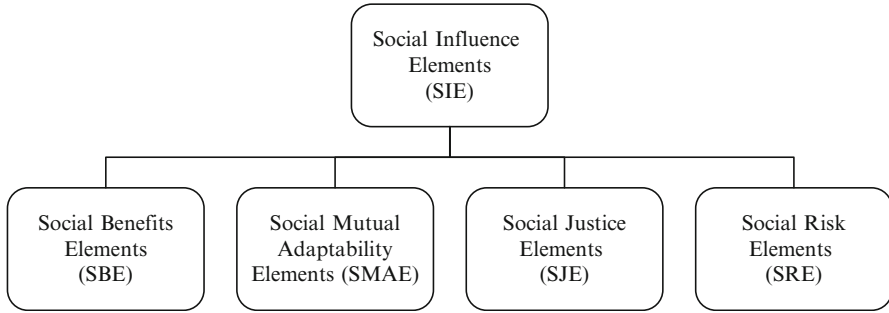 Social Influence
Elements
(SIE)
Social Benefits
Elements
(SBE)
Social Mutual
Adaptability
Elements (SMAE)
Social Justice
Elements
(SJE)
Social Risk
Elements
(SRE)